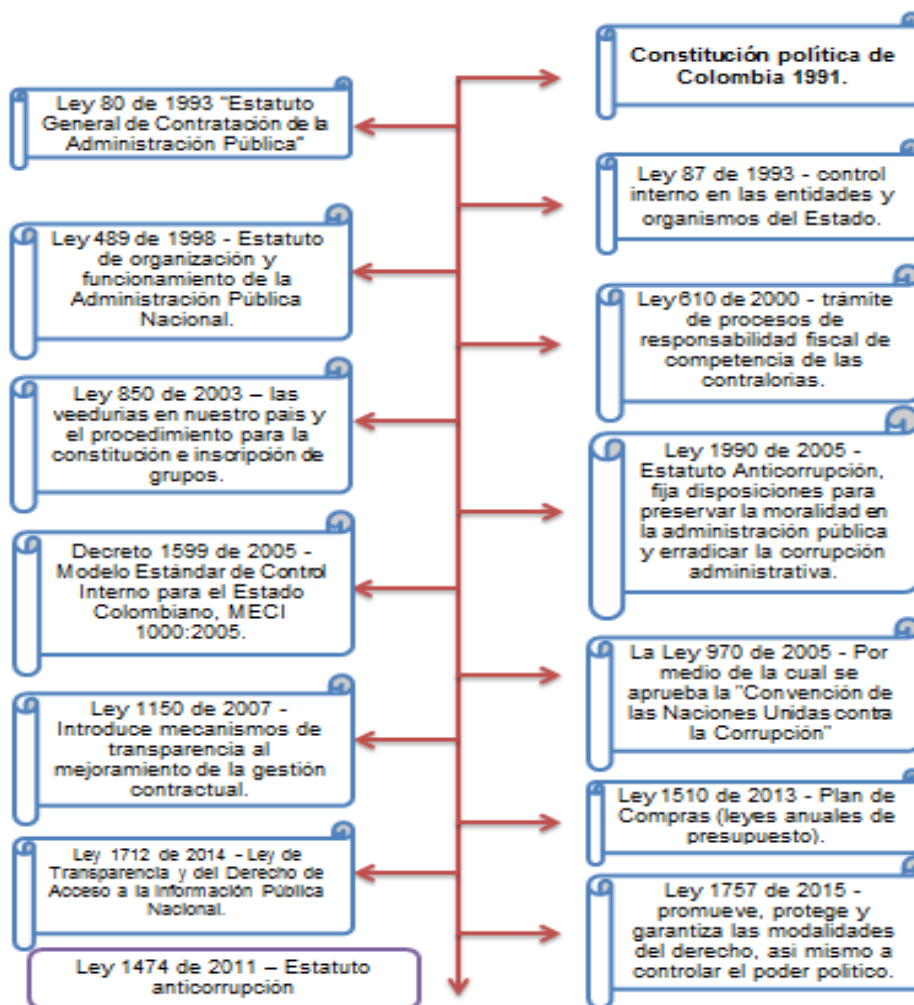 Constitución política de
Colombia 1991.
Ley 80 de 1993 "Estatuto
General de Contratación de la
Administración Pública"
Ley 87 de 1993 - control
interno en las entidades y
organismos del Estado.
Ley 489 de 1998 - Estatuto
de organización y
funcionamiento de la
Administración Pública
Nacional.
Ley 610 de 2000 - trámite
de procesos de
responsabilidad fiscal de
competencia de las
contralorias.
Ley 850 de 2003 – las
veedurias en nuestro pais y
el procedimiento para la
constitución e inscripción de
grupos.
Ley 1990 de 2005 -
Estatuto Anticorrupción,
fija disposiciones para
preservar la moralidad en
la administración pública
y erradicar la corrupción
administrativa.
Decreto 1599 de 2005 -
Modelo Estándar de Control
Interno para el Estado
Colombiano, MECI
1000:2005.
La Ley 970 de 2005 - Por
medio de la cual se
aprueba la "Convención de
las Naciones Unidas contra
la Corrupción"
Ley 1150 de 2007 -
Introduce mecanismos de
transparencia al
mejoramiento de la gestión
contractual.
Ley 1510 de 2013 - Plan de
Compras (leyes anuales de
presupuesto).
Ley 1712 de 2014 - Ley de
Transparencia y del Derecho de
Acceso a la Información Pública
Nacional.
Ley 1757 de 2015 -
promueve, protege y
garantiza las modalidades
del derecho, asi mismo a
controlar el poder politico.
Ley 1474 de 2011 – Estatuto
anticorrupción